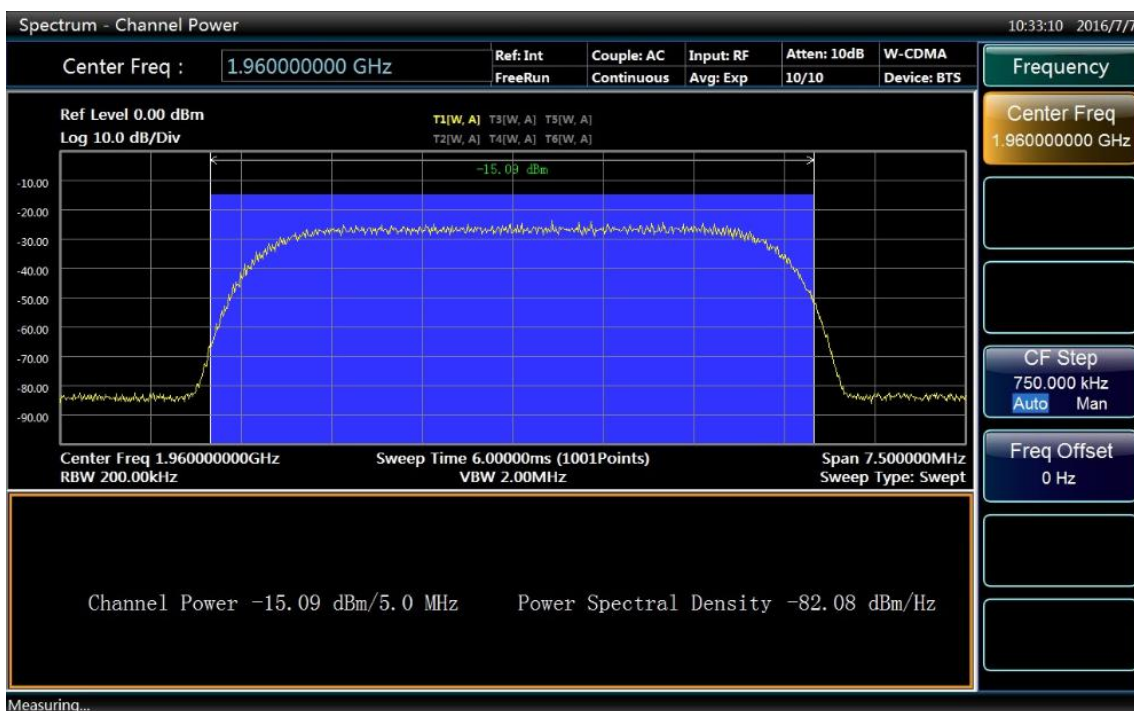 Spectrum - Channel Power
10:33:10 2016/7/7
Center Freq : 1.960000000 GHz
Ref: Int Couple: AC Input: RF Atten: 10dB W-CDMA
FreeRun Continuous Avg: Exp 10/10 Device: BTS
Frequency
Ref Level 0.00 dBm
Log 10.0 dB/Div
T1[W, A] T3[W, A] T5[W, A]
T2[W, A] T4[W, A] T6[W, A]
Center Freq
1.960000000 GHz
-15.09 dBm
-10.00
-20.00
-30.00
-40.00
-50.00
-60.00
-70.00
-80.00
-90.00
CF Step
750.000 kHz
Auto Man
Center Freq 1.960000000GHz Sweep Time 6.00000ms (1001Points) Span 7.500000MHz
RBW 200.00kHz VBW 2.00MHz Sweep Type: Swept
Freq Offset
0 Hz
Channel Power -15.09 dBm/5.0 MHz Power Spectral Density -82.08 dBm/Hz
Measuring...